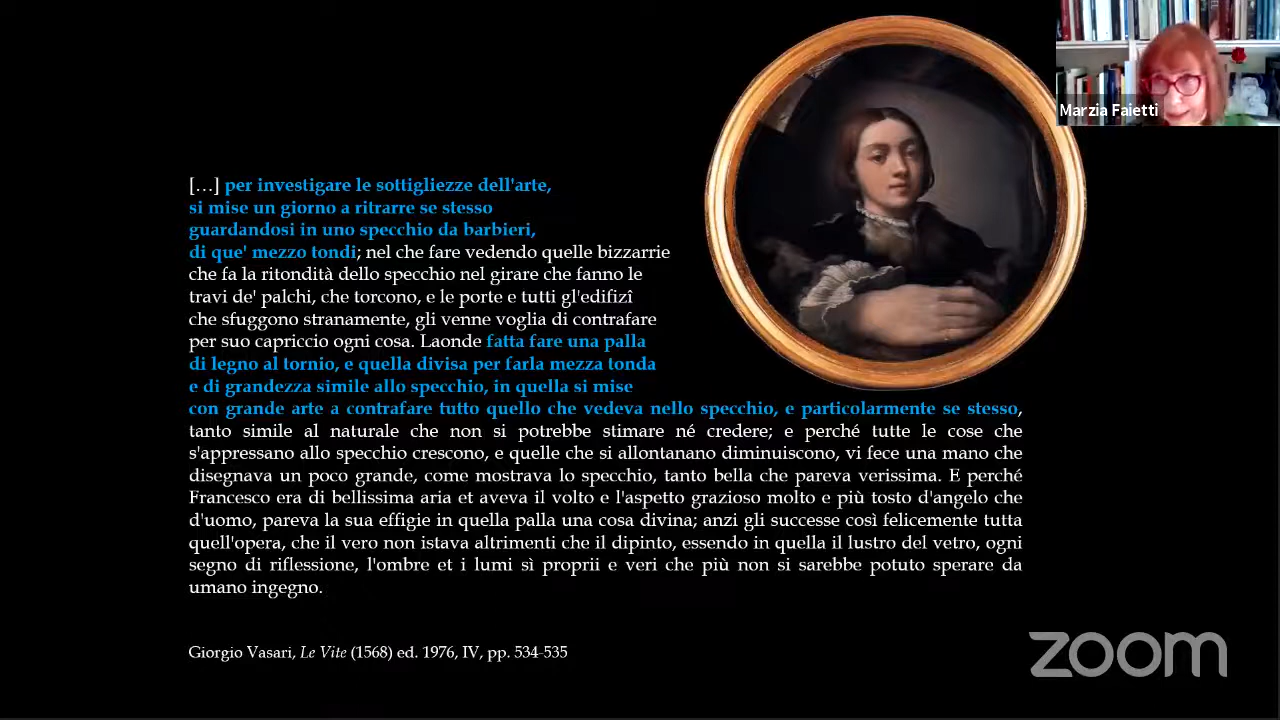 Marzia Faietti
[…] per investigare le sottigliezze dell'arte,
si mise un giorno a ritrarre se stesso
guardandosi in uno specchio da barbieri,
di que' mezzo tondi; nel che fare vedendo quelle bizzarrie
che fa la ritondità dello specchio nel girare che fanno le
travi de' palchi, che torcono, e le porte e tutti gl'edifizî
che sfuggono stranamente, gli venne voglia di contrafare
per suo capriccio ogni cosa. Laonde fatta fare una palla
di legno al tornio, e quella divisa per farla mezza tonda
e di grandezza simile allo specchio, in quella si mise
con grande arte a contrafare tutto quello che vedeva nello specchio, e particolarmente se stesso,
tanto simile al naturale che non si potrebbe stimare né credere; e perché tutte le cose che
s'appressano allo specchio crescono, e quelle che si allontanano diminuiscono, vi fece una mano che
disegnava un poco grande, come mostrava lo specchio, tanto bella che pareva verissima. E perché
Francesco era di bellissima aria et aveva il volto e l'aspetto grazioso molto e più tosto d'angelo che
d'uomo, pareva la sua effigie in quella palla una cosa divina; anzi gli successe così felicemente tutta
quell'opera, che il vero non istava altrimenti che il dipinto, essendo in quella il lustro del vetro, ogni
segno di riflessione, l'ombre et i lumi sì proprii e veri che più non si sarebbe potuto sperare da
umano ingegno.
Giorgio Vasari, Le Vite (1568) ed. 1976, IV, pp. 534-535
zoom